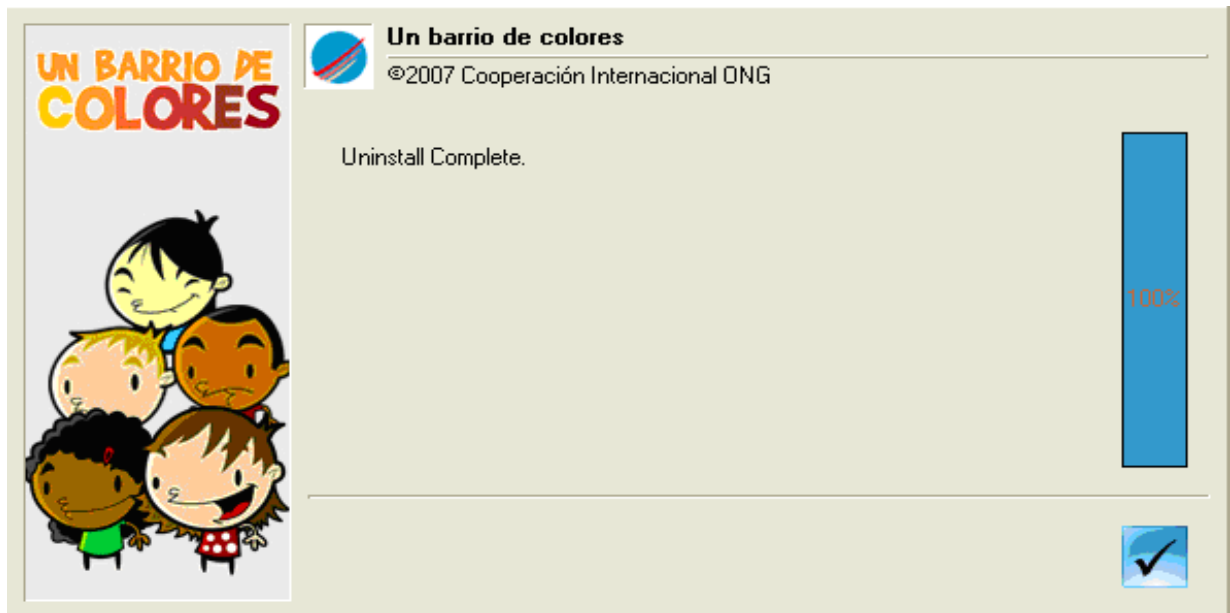 UN BARRIO DE
COLORES
Un barrio de colores
©2007 Cooperación Internacional ONG
Uninstall Complete.
100%